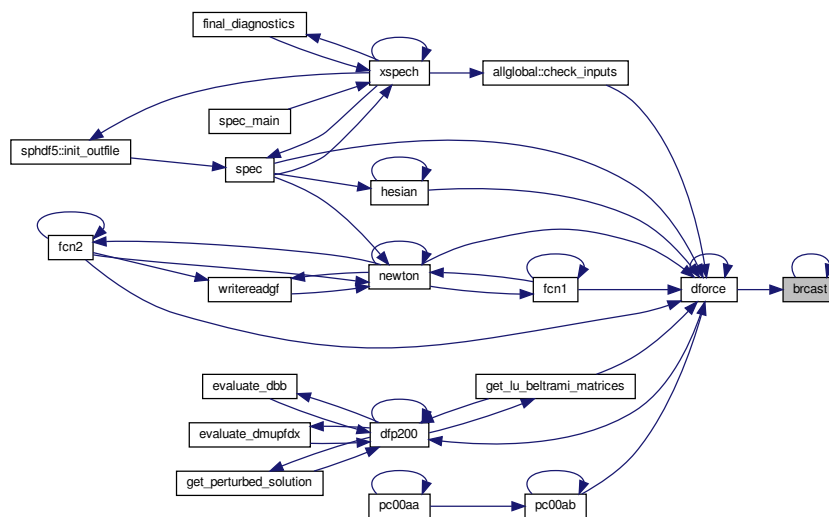 final_diagnostics
xspech
allglobal::check_inputs
spec_main
sphdf5::init_outfile
spec
hesian
fcn2
newton
writereadgf
fcn1
dforce
brcast
evaluate_dbb
get_lu_beltrami_matrices
evaluate_dmupfdx
dfp200
get_perturbed_solution
pc00aa
pc00ab